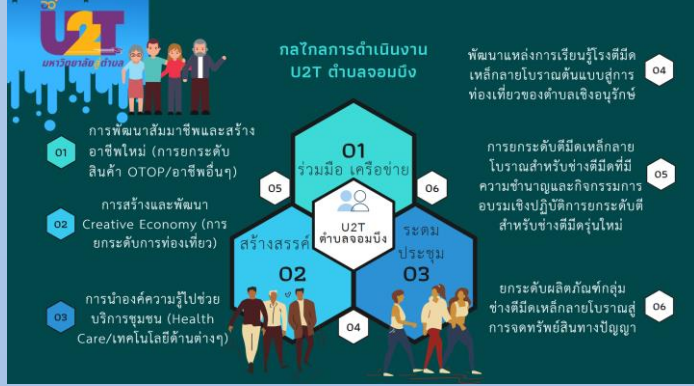 U2T
มหาวิทยาลัยสู่ตำบล
กลไกลการดำเนินงาน
U2T ตำบลจอมบึง
01
การพัฒนาสัมมาชีพและสร้าง
อาชีพใหม่ (การยกระดับ
สินค้า OTOP/อาชีพอื่นๆ)
02
การสร้างและพัฒนา
Creative Economy (การ
ยกระดับการท่องเที่ยว)
03
การนำองค์ความรู้ไปช่วย
บริการชุมชน (Health
Care/เทคโนโลยีด้านต่างๆ)
01
ร่วมมือ เครือข่าย
05
06
U2T
ตำบลจอมบึง
สร้างสรรค์
02
ระดม
ประชุม
03
04
พัฒนาแหล่งการเรียนรู้โรงตีมีด
เหล็กลายโบราณต้นแบบสู่การ
ท่องเที่ยวของตำบลเชิงอนุรักษ์
04
การยกระดับตีมีดเหล็กลาย
โบราณสำหรับช่างตีมีดที่มี
ความชำนาญและกิจกรรมการ
อบรมเชิงปฏิบัติการยกระดับตี
สำหรับช่างตีมีดรุ่นใหม่
05
ยกระดับผลิตภัณฑ์กลุ่ม
ช่างตีมีดเหล็กลายโบราณสู่
การจดทรัพย์สินทางปัญญา
06